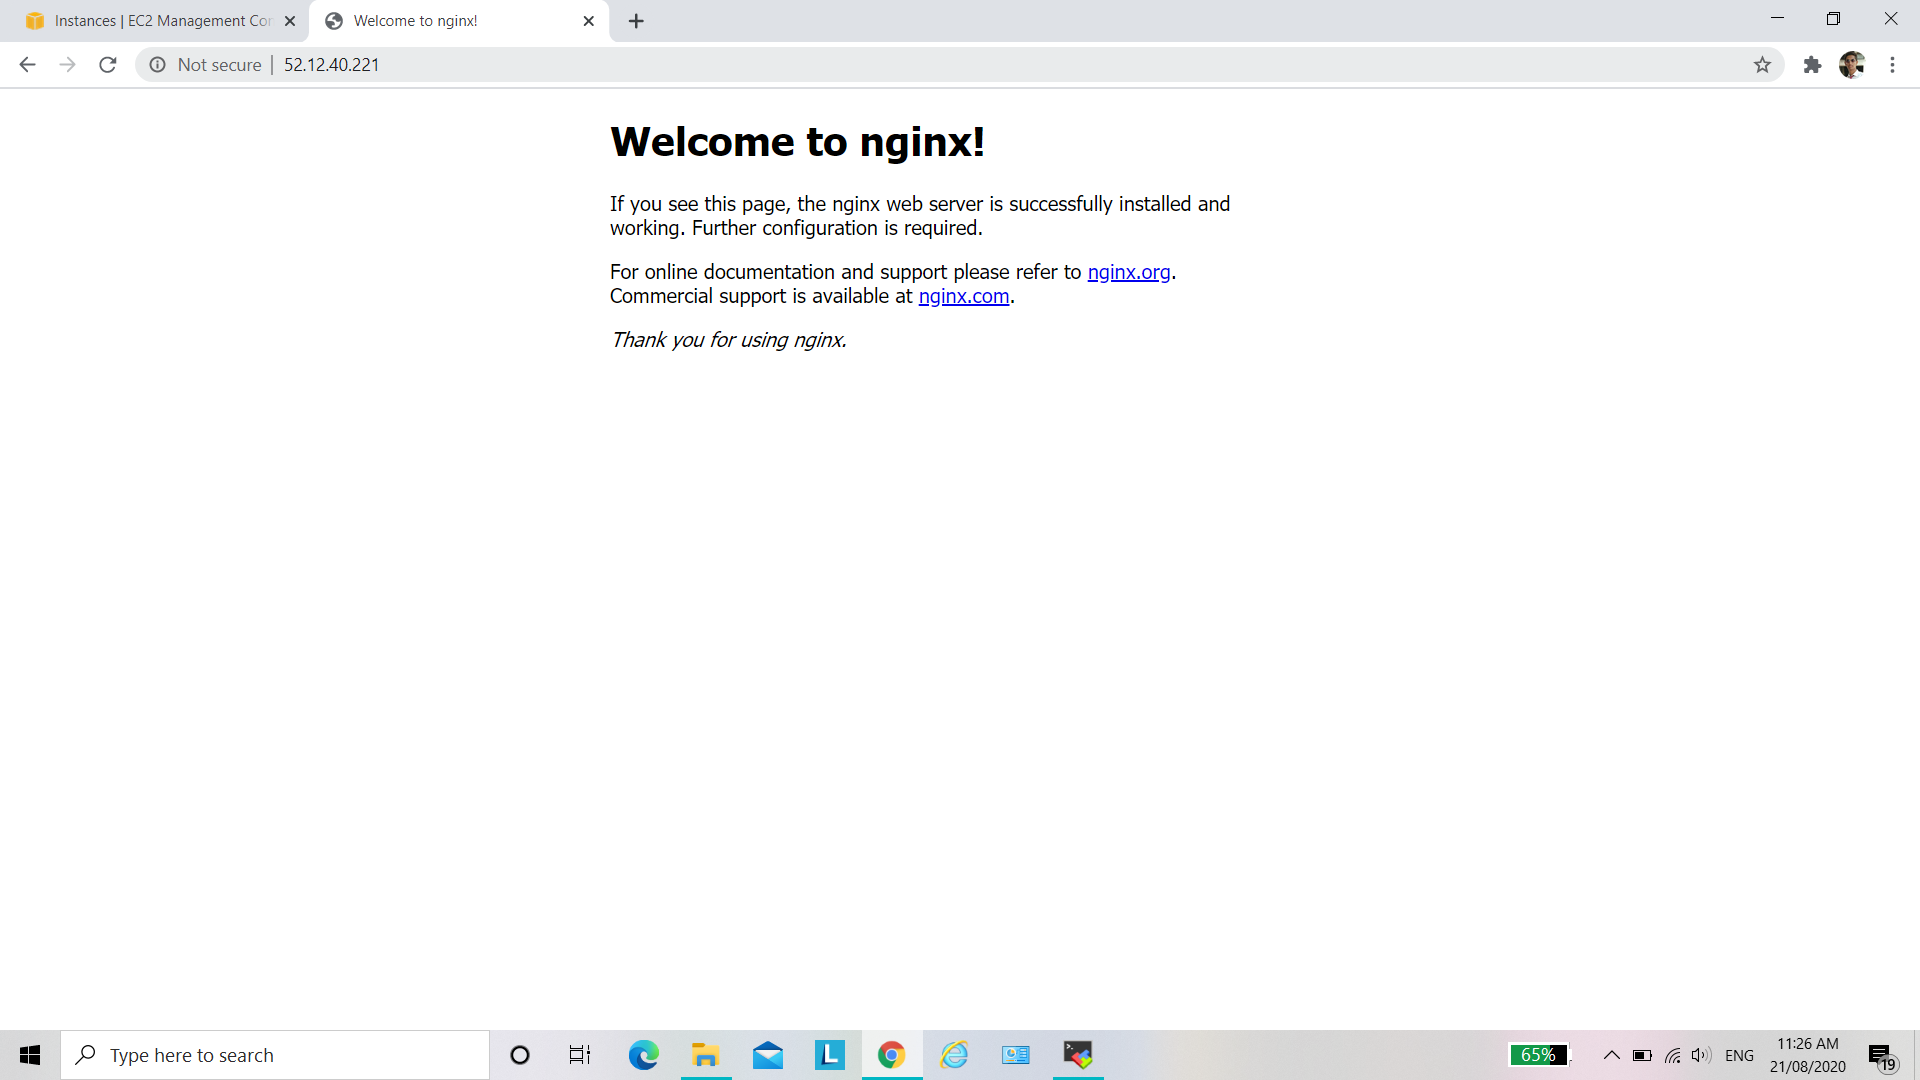 Instances | EC2 Management Con
Welcome to nginx!
Not secure | 52.12.40.221
Welcome to nginx!
If you see this page, the nginx web server is successfully installed and
working. Further configuration is required.
For online documentation and support please refer to nginx.org.
Commercial support is available at nginx.com.
Thank you for using nginx.
Type here to search
L
65%
ENG
11:26 AM
21/08/2020
19